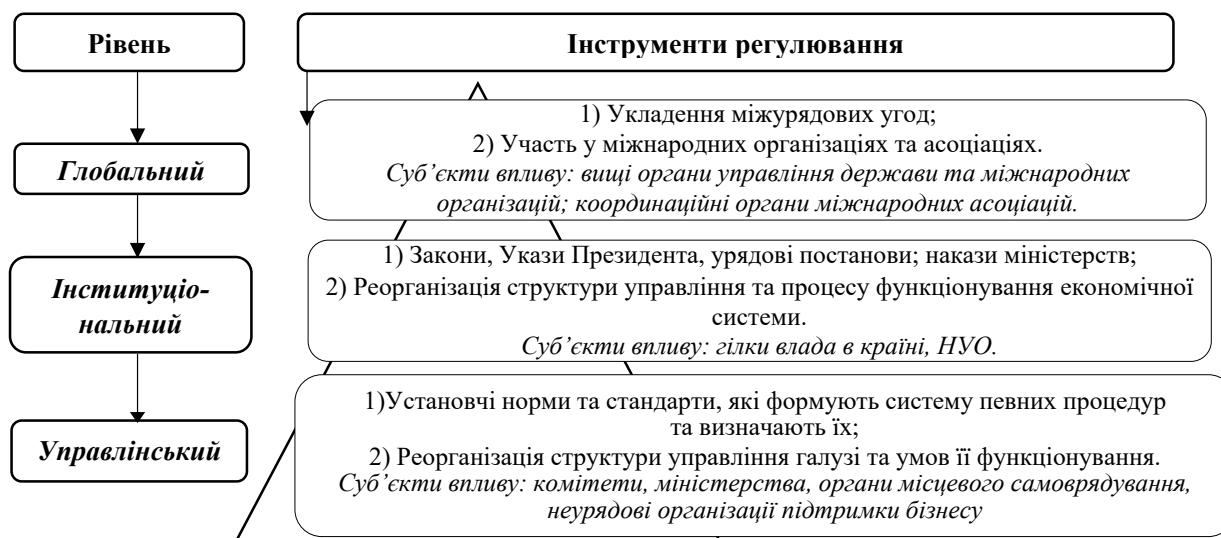 Рівень
Інструменти регулювання
Глобальний
1) Укладення міжурядових угод;
2) Участь у міжнародних організаціях та асоціаціях.
Суб’єкти впливу: вищі органи управління держави та міжнародних
організацій; координаційні органи міжнародних асоціацій.
Інституціо-
нальний
1) Закони, Укази Президента, урядові постанови; накази міністерств;
2) Реорганізація структури управління та процесу функціонування економічної
системи.
Суб’єкти впливу: гілки влада в країні, НУО.
Управлінський
1)Установчі норми та стандарти, які формують систему певних процедур
та визначають їх;
2) Реорганізація структури управління галузі та умов її функціонування.
Суб’єкти впливу: комітети, міністерства, органи місцевого самоврядування,
неурядові організації підтримки бізнесу